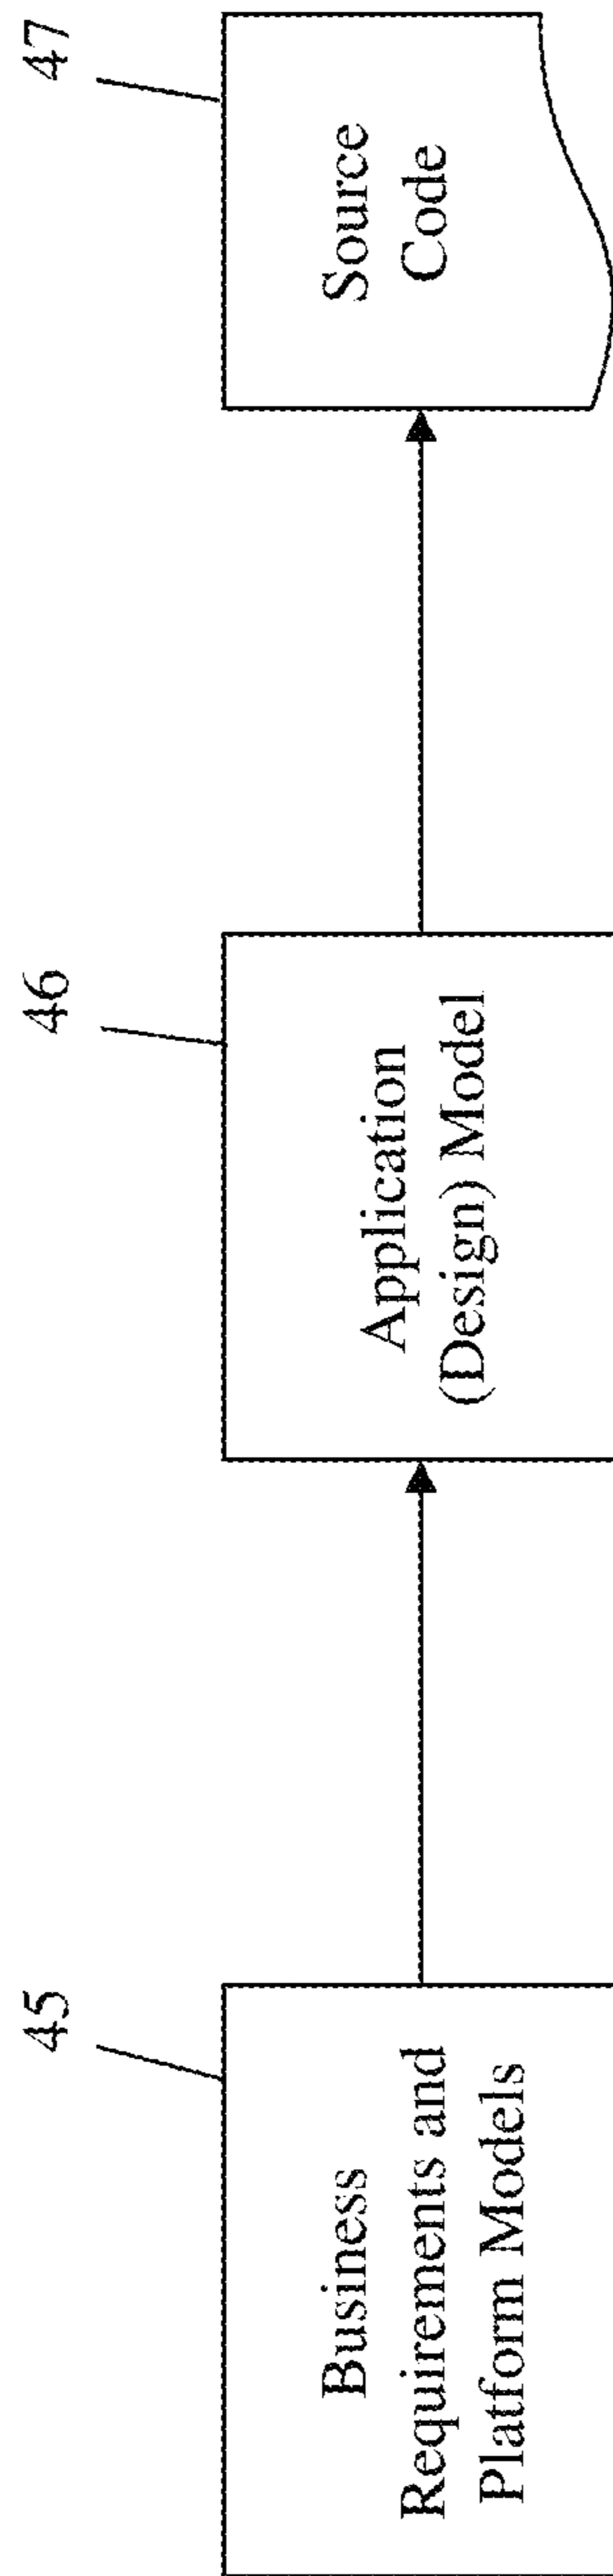 45
Business
Requirements and
Platform Models
46
Application
(Design) Model
47
Source
Code